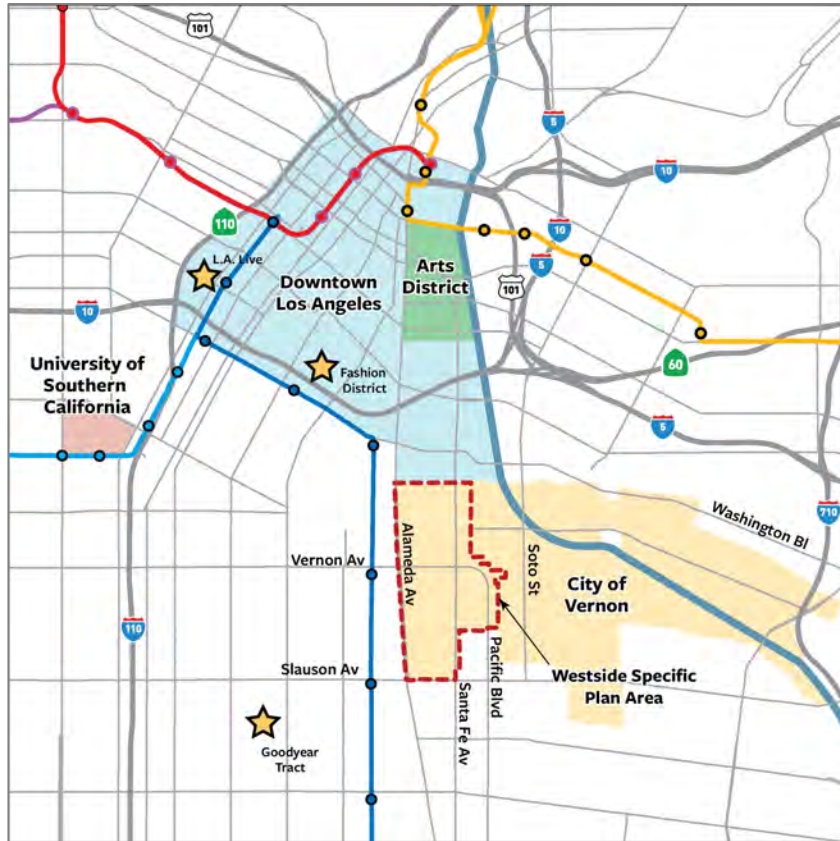 101
5
10
110
10
L.A. Live
Downtown
Los Angeles
Arts
District
5
101
10
University of
Southern
California
Fashion
District
60
5
710
Washington Bl
Alameda Av
Vernon Av
Soto St
City of
Vernon
110
Slauson Av
Pacific Blvd
Westside Specific
Plan Area
Santa Fe Av
Goodyear
Tract